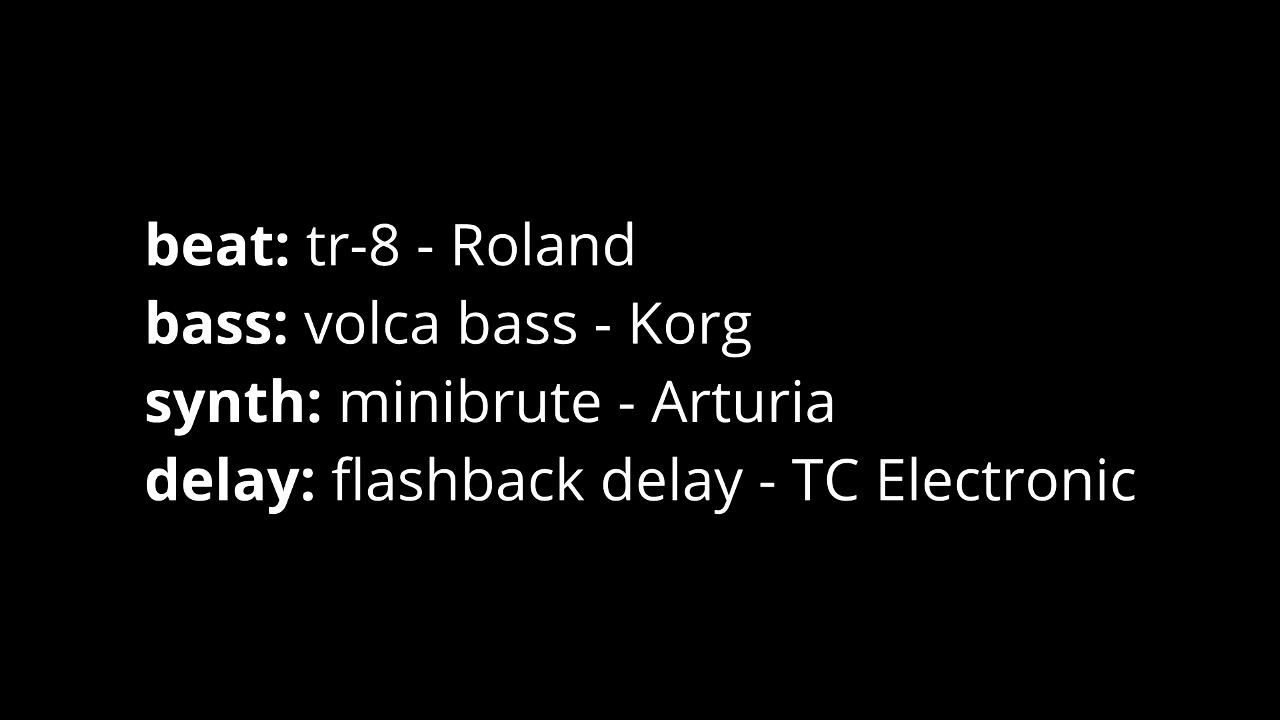 beat: tr-8 - Roland
bass: volca bass - Korg
synth: minibrute - Arturia
delay: flashback delay - TC Electronic